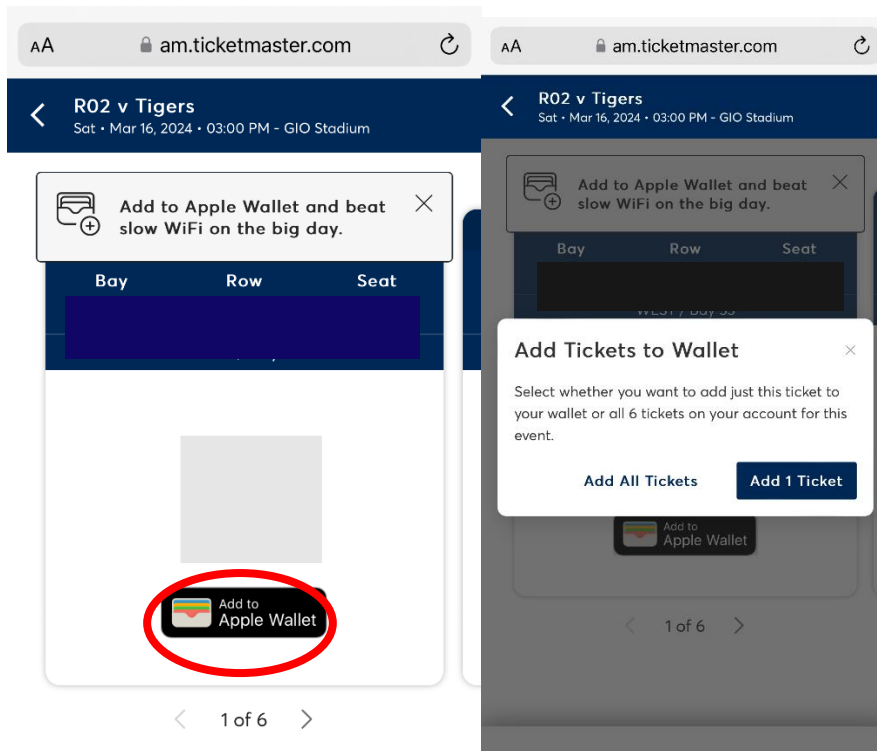 AA am.ticketmaster.com
R02 v Tigers
Sat • Mar 16, 2024 • 03:00 PM - GIO Stadium
Add to Apple Wallet and beat
slow WiFi on the big day.
Bay Row Seat
Add to
Apple Wallet
1 of 6
AA am.ticketmaster.com
R02 v Tigers
Sat • Mar 16, 2024 • 03:00 PM - GIO Stadium
Add to Apple Wallet and beat
slow WiFi on the big day.
Bay Row Seat
Add Tickets to Wallet
Select whether you want to add just this ticket to
your wallet or all 6 tickets on your account for this
event.
Add All Tickets Add 1 Ticket
Add to
Apple Wallet
1 of 6